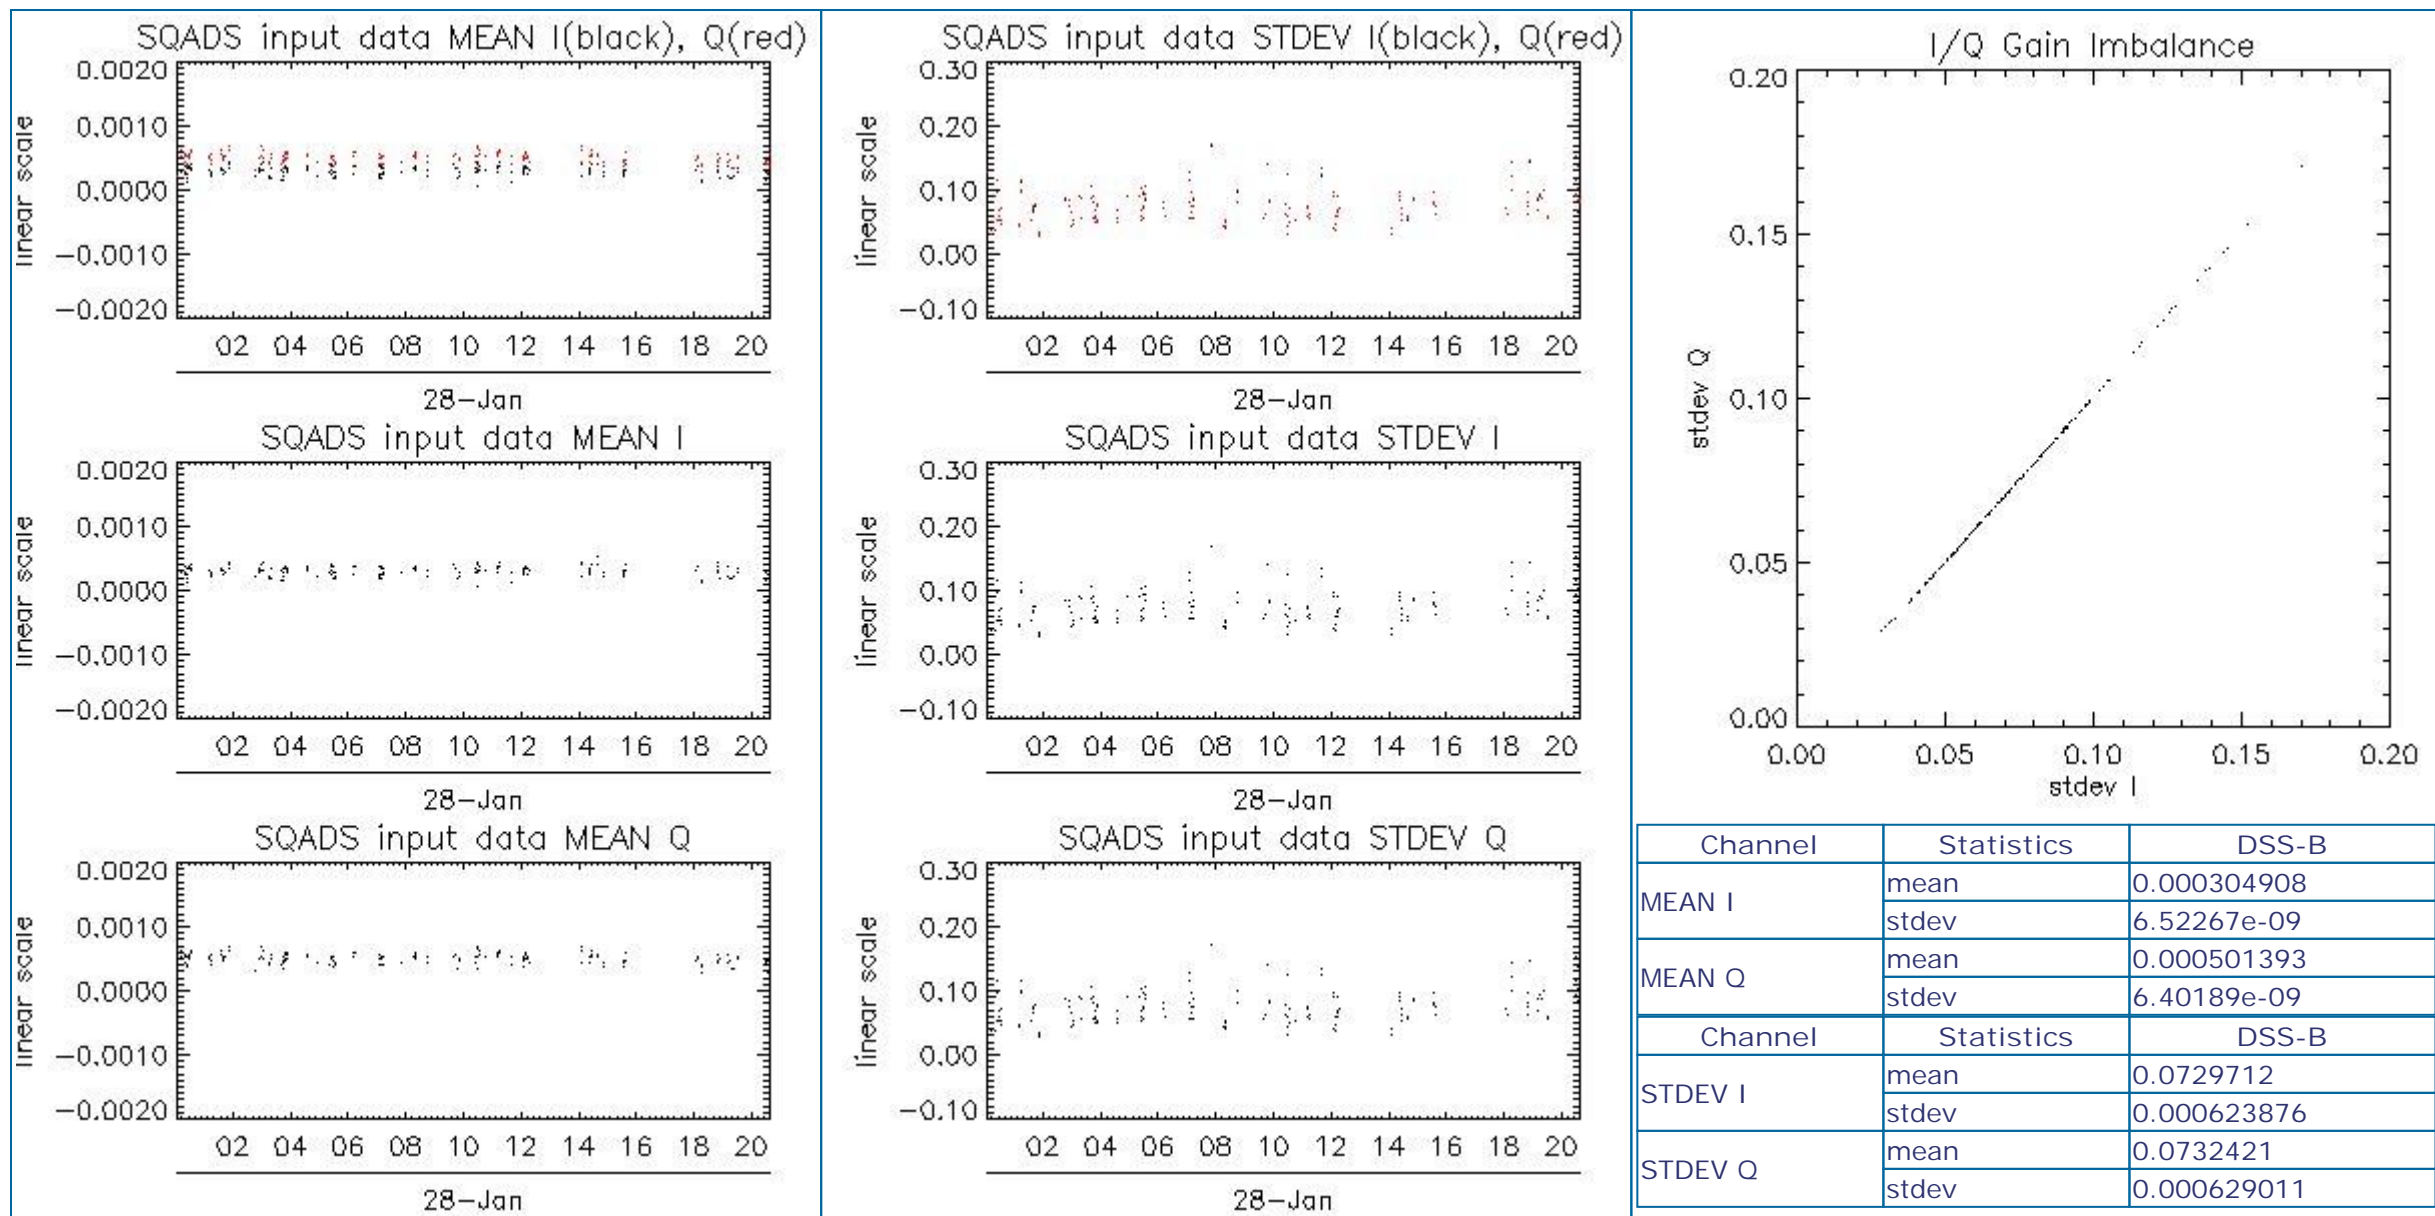 SQADS input data MEAN I(black), Q(red)
0.0020
0.0010
0.0000
−0.0010
−0.0020
linear scale
02 04 06 08 10 12 14 16 18 20
28−Jan
SQADS input data MEAN I
0.0020
0.0010
0.0000
−0.0010
−0.0020
linear scale
02 04 06 08 10 12 14 16 18 20
28−Jan
SQADS input data MEAN Q
0.0020
0.0010
0.0000
−0.0010
−0.0020
linear scale
02 04 06 08 10 12 14 16 18 20
28−Jan
SQADS input data STDEV I(black), Q(red)
0.30
0.20
0.10
0.00
−0.10
linear scale
02 04 06 08 10 12 14 16 18 20
28−Jan
SQADS input data STDEV I
0.30
0.20
0.10
0.00
−0.10
linear scale
02 04 06 08 10 12 14 16 18 20
28−Jan
SQADS input data STDEV Q
0.30
0.20
0.10
0.00
−0.10
linear scale
02 04 06 08 10 12 14 16 18 20
28−Jan
I/Q Gain Imbalance
0.20
0.15
0.10
0.05
0.00
stdev Q
0.00 0.05 0.10 0.15 0.20
stdev I
Channel Statistics DSS-B
MEAN I mean 0.000304908
stdev 6.52267e-09
MEAN Q mean 0.000501393
stdev 6.40189e-09
Channel Statistics DSS-B
STDEV I mean 0.0729712
stdev 0.000623876
STDEV Q mean 0.0732421
stdev 0.000629011